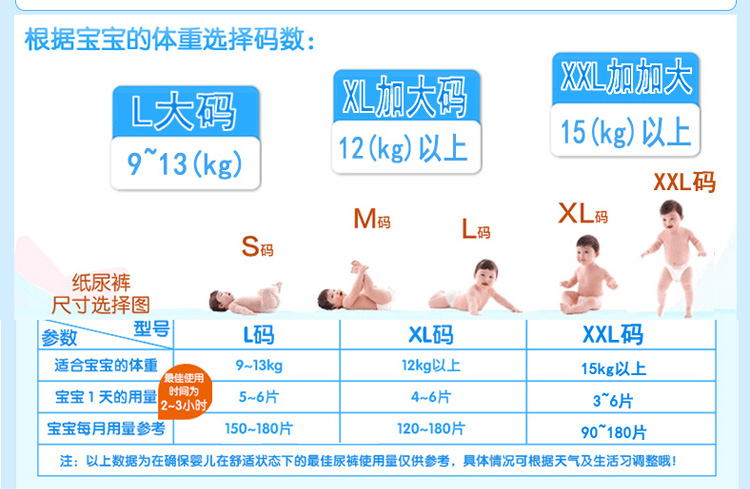 根据宝宝的体重选择码数:
L大码
9~13(kg)
XL加大码
12(kg)以上
XXL加加大
15(kg)以上
纸尿裤
尺寸选择图
S码
M码
L码
XL码
XXL码
参数 型号 L码 XL码 XXL码
适合宝宝的体重 9~13kg 12kg以上 15kg以上
宝宝1天的用量 5~6片 4~6片 3~6片
宝宝每月用量参考 150~180片 120~180片 90~180片
最佳使用
时间为
2~3小时
注:以上数据为在确保婴儿在舒适状态下的最佳尿裤使用量仅供参考,具体情况可根据天气及生活习调整哦!